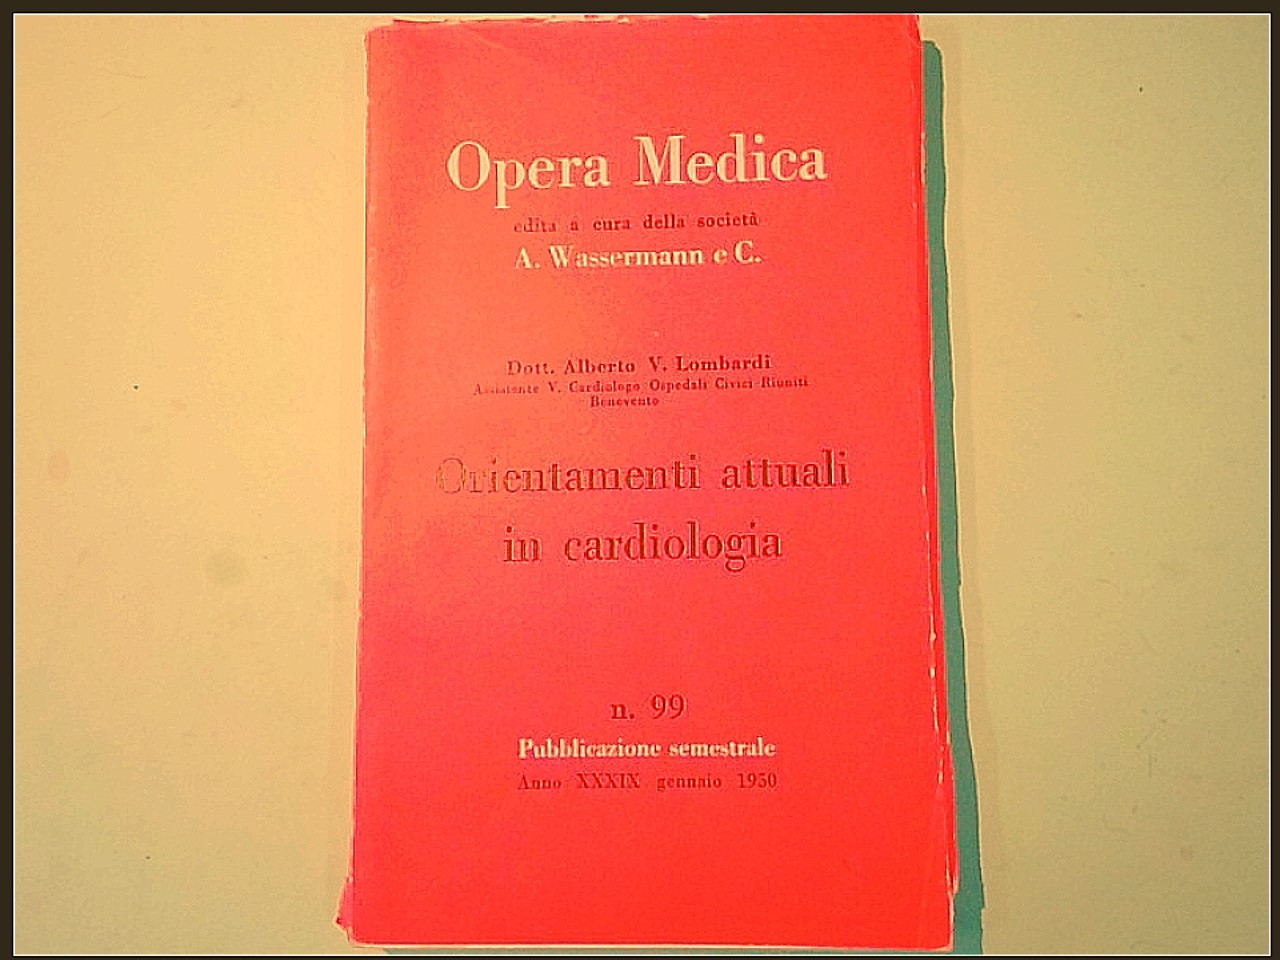 Opera Medica
edita a cura della società
A. Wassermann e C.
Dott. Alberto V. Lombardi
Assistente V. Cardiologo Ospedali Civici Riuniti
Benevento
Orientamenti attuali
in cardiologia
n. 99
Pubblicazione semestrale
Anno XXXIX gennaio 1950